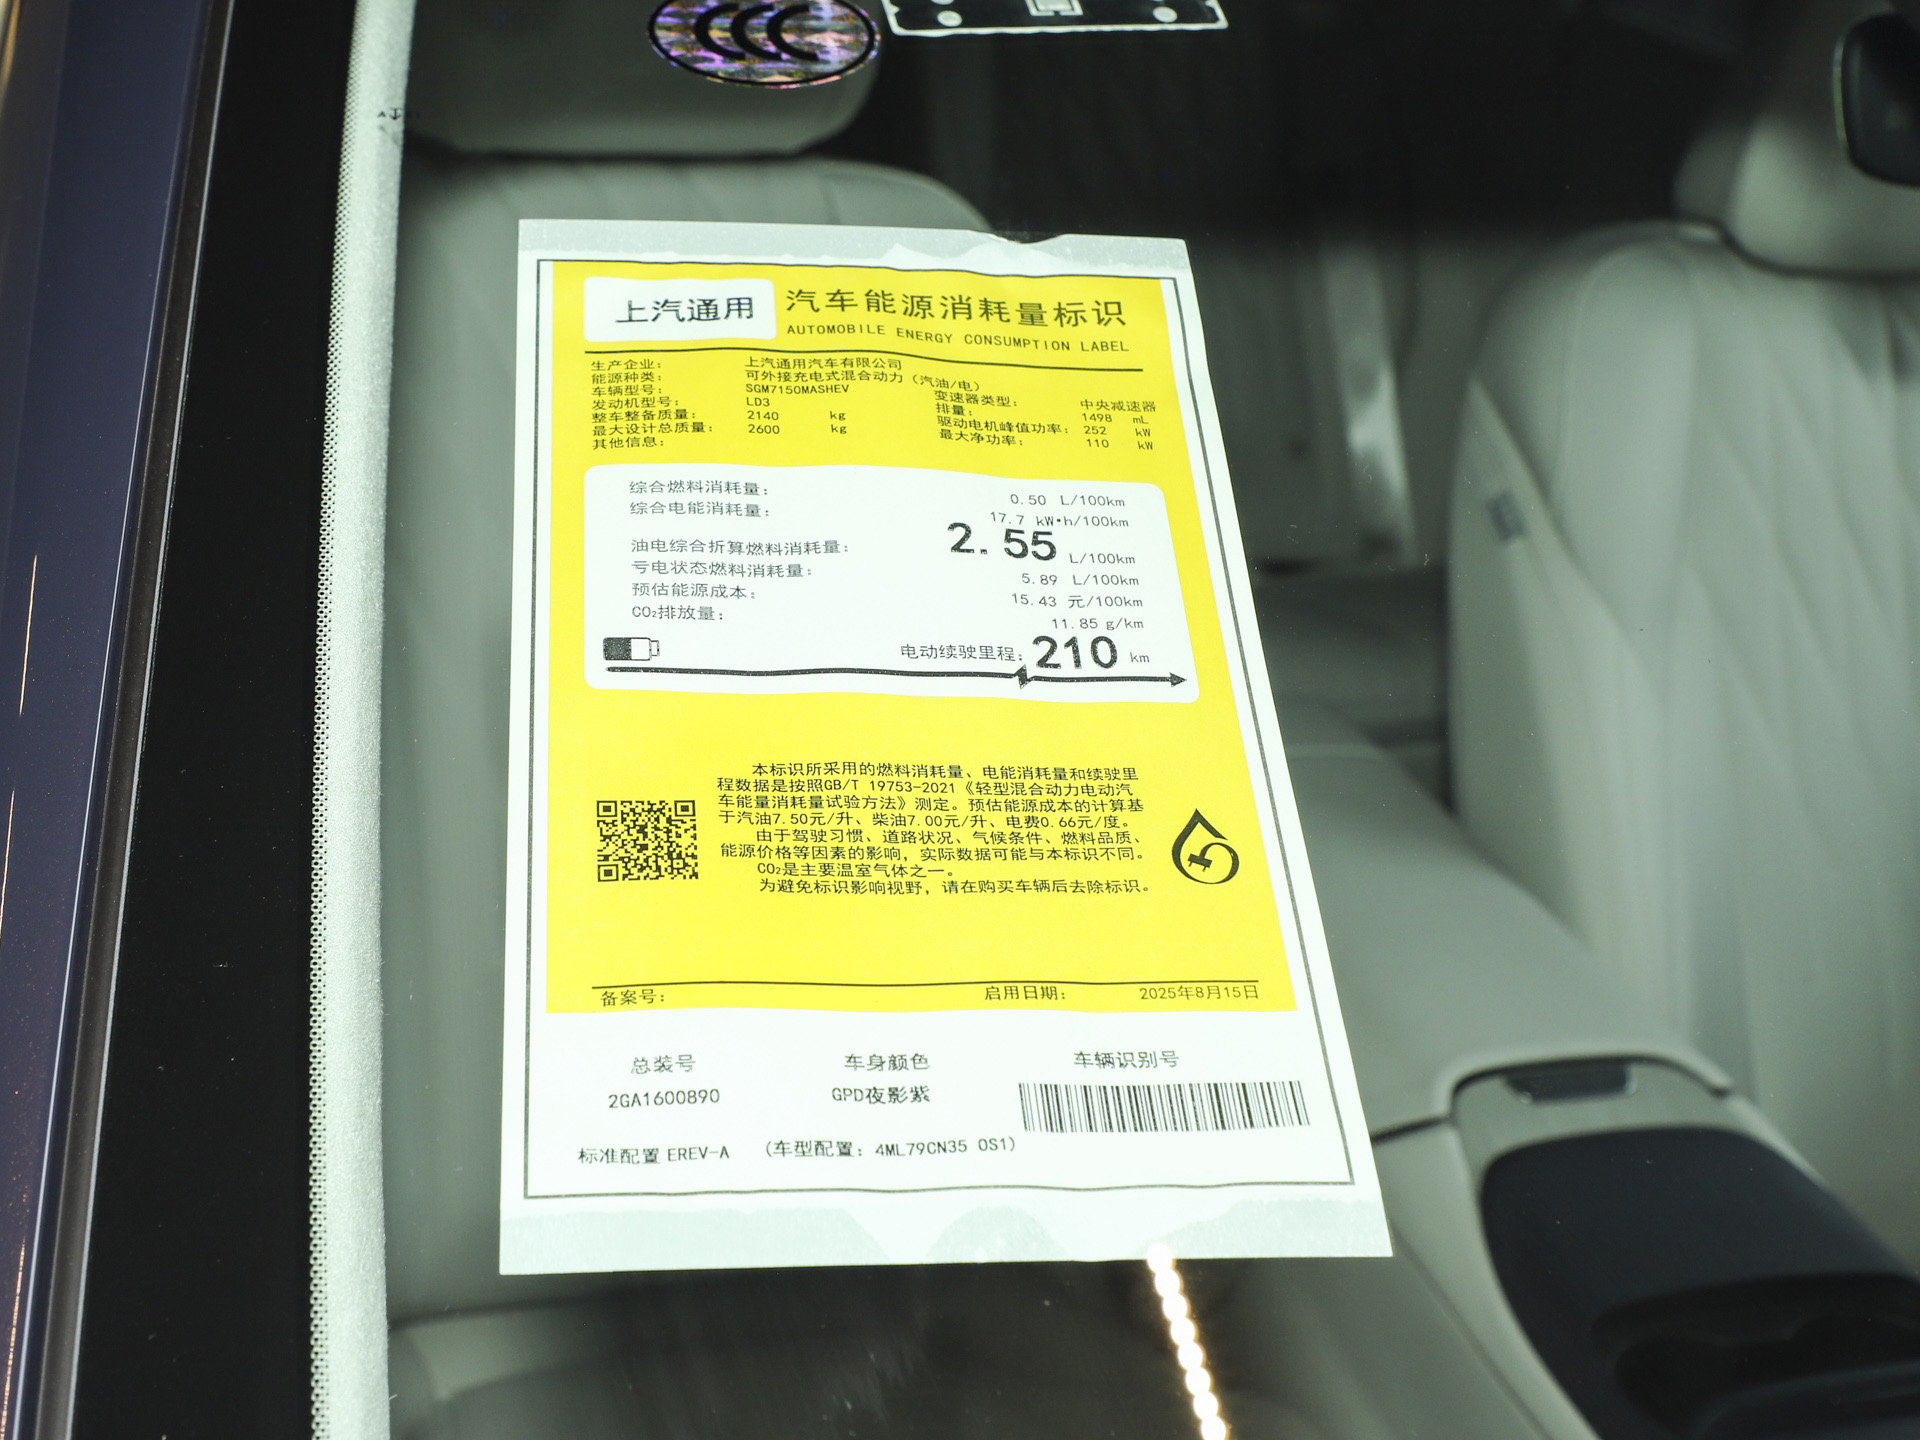 CCC
上汽通用
汽车能源消耗量标识
AUTOMOBILE ENERGY CONSUMPTION LABEL
生产企业: 上汽通用汽车有限公司
能源种类: 可外接充电式混合动力（汽油/电）
车辆型号: SGM7150MASHEV 变速器类型: 中央减速器
发动机型号: LD3 排量: 1498 mL
整车整备质量: 2140 kg 驱动电机峰值功率: 252 kW
最大设计总质量: 2600 kg 最大净功率: 110 kW
其他信息:
综合燃料消耗量: 0.50 L/100km
综合电能消耗量: 17.7 kW•h/100km
油电综合折算燃料消耗量: 2.55 L/100km
亏电状态燃料消耗量: 5.89 L/100km
预估能源成本: 15.43 元/100km
CO₂排放量: 11.85 g/km
电动续驶里程: 210 km
本标识所采用的燃料消耗量、电能消耗量和续驶里
程数据是按照GB/T 19753-2021《轻型混合动力电动汽
车能量消耗量试验方法》测定。预估能源成本的计算基
于汽油7.50元/升、柴油7.00元/升、电费0.66元/度。
由于驾驶习惯、道路状况、气候条件、燃料品质、
能源价格等因素的影响，实际数据可能与本标识不同。
CO₂是主要温室气体之一。
为避免标识影响视野，请在购买车辆后去除标识。
备案号: 启用日期: 2025年8月15日
总装号 车身颜色 车辆识别号
2GA1600890 GPD夜影紫
标准配置 EREV-A （车型配置: 4ML79CN35 0S1）